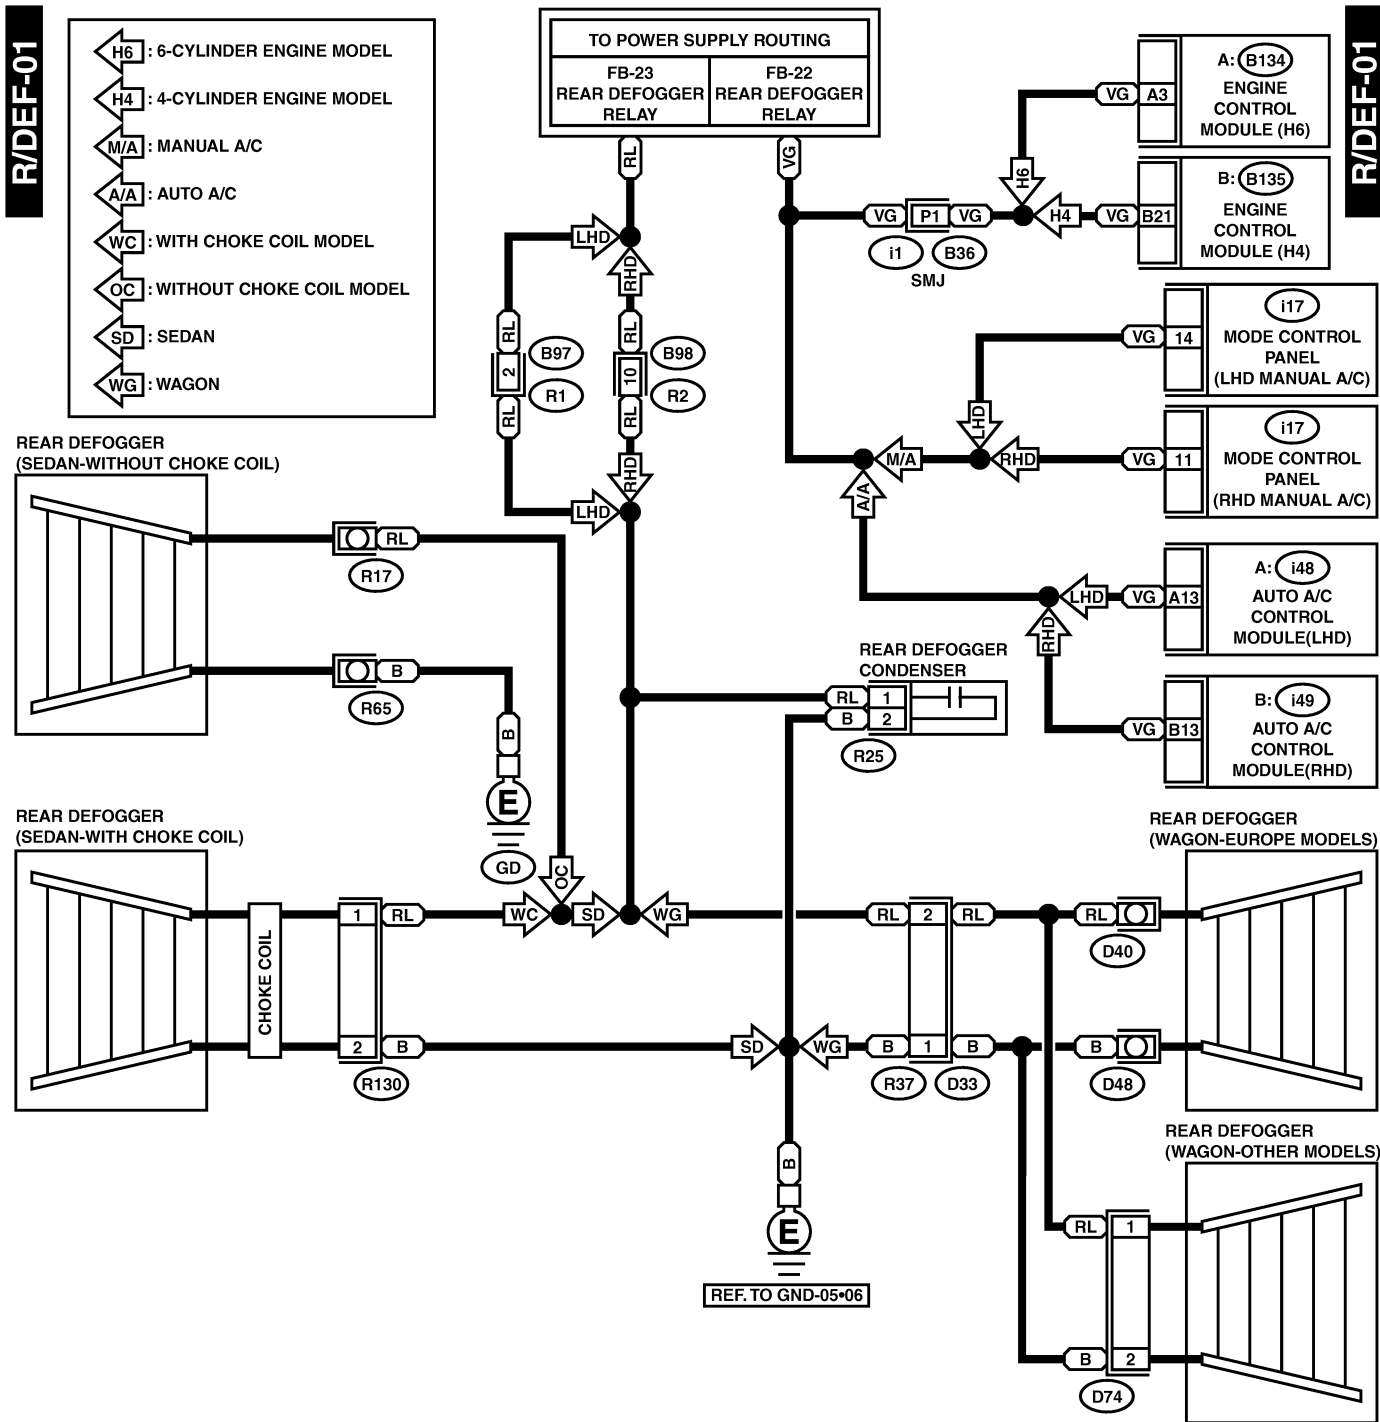 R/DEF-01
H6 : 6-CYLINDER ENGINE MODEL
H4 : 4-CYLINDER ENGINE MODEL
M/A : MANUAL A/C
A/A : AUTO A/C
WC : WITH CHOKE COIL MODEL
OC : WITHOUT CHOKE COIL MODEL
SD : SEDAN
WG : WAGON
TO POWER SUPPLY ROUTING
FB-23
REAR DEFOGGER
RELAY
FB-22
REAR DEFOGGER
RELAY
RL
VG
R/DEF-01
VG A3
A: B134
ENGINE
CONTROL
MODULE (H6)
H6
VG P1 VG
H4 VG B21
B: B135
ENGINE
CONTROL
MODULE (H4)
i1 B36
SMJ
LHD
RHD
RL
RL
2
10
RL
RL
B97
R1
B98
R2
RHD
LHD
VG 14
i17
MODE CONTROL
PANEL
(LHD MANUAL A/C)
LHD
M/A
RHD VG 11
i17
MODE CONTROL
PANEL
(RHD MANUAL A/C)
A/A
LHD VG A13
A: i48
AUTO A/C
CONTROL
MODULE(LHD)
RHD
VG B13
B: i49
AUTO A/C
CONTROL
MODULE(RHD)
REAR DEFOGGER
(SEDAN-WITHOUT CHOKE COIL)
RL
R17
B
R65
B
E
GD
REAR DEFOGGER
CONDENSER
RL 1
B 2
R25
REAR DEFOGGER
(SEDAN-WITH CHOKE COIL)
CHOKE COIL
1 RL
2 B
R130
OC
WC
SD
WG
RL 2 RL
RL
D40
SD
WG
B 1 B
B
R37 D33
D48
REAR DEFOGGER
(WAGON-EUROPE MODELS)
B
E
REF. TO GND-05•06
REAR DEFOGGER
(WAGON-OTHER MODELS)
RL 1
B 2
D74